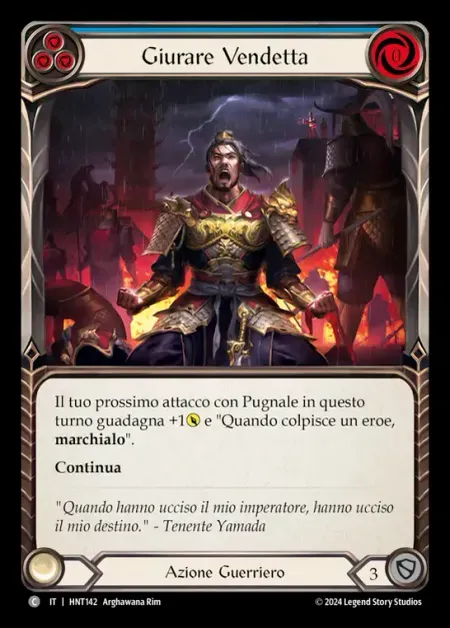 Giurare Vendetta
0
Il tuo prossimo attacco con Pugnale in questo
turno guadagna +1 e "Quando colpisce un eroe,
marchialo".
Continua
"Quando hanno ucciso il mio imperatore, hanno ucciso
il mio destino." - Tenente Yamada
Azione Guerriero
3
C IT | HNT142 Arghawana Rim
© 2024 Legend Story Studios